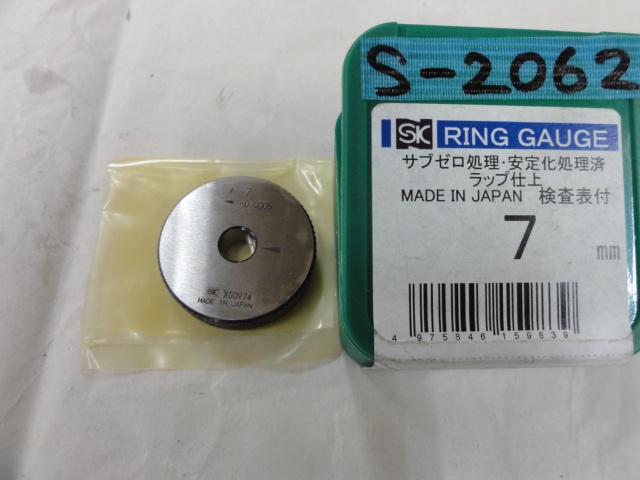 S-2062
SK RING GAUGE
サブゼロ処理・安定化処理済
ラップ仕上
MADE IN JAPAN 検査表付
7 mm
4 975846 159839
7
-0.0005
SK XG0974
MADE IN JAPAN